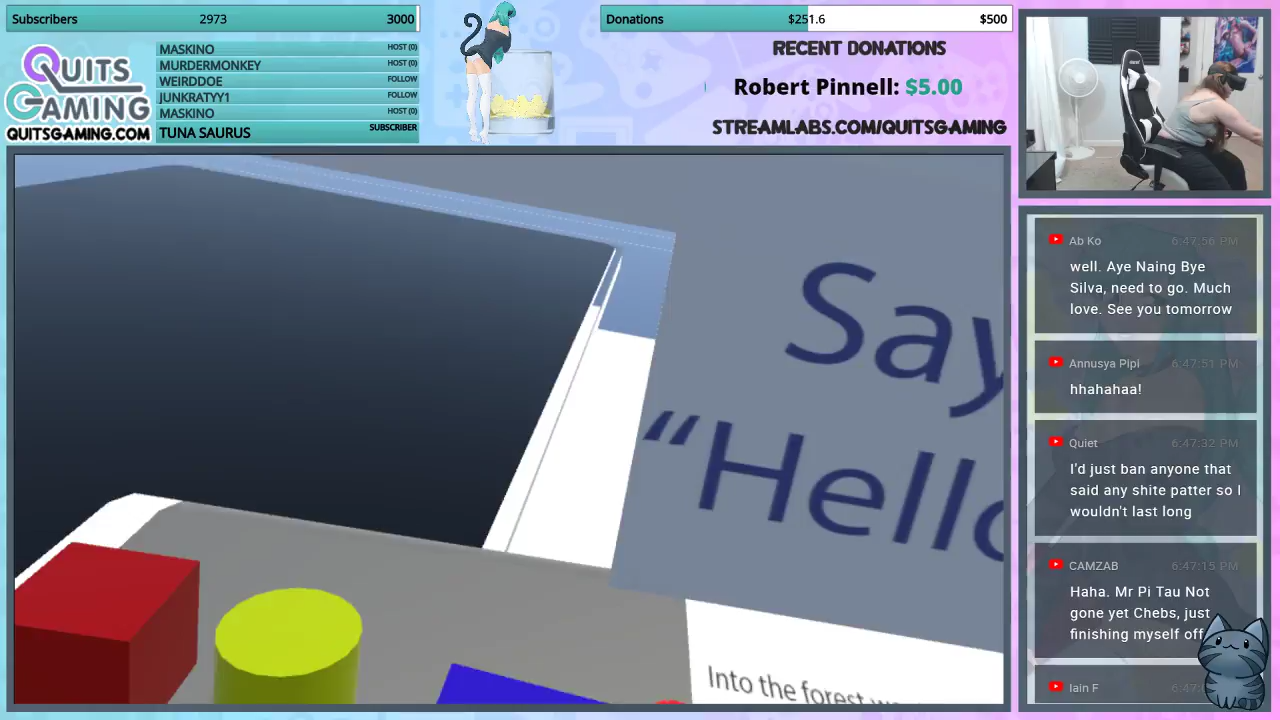 Subscribers 2973 3000
QUITS
GAMING
QUITSGAMING.COM
MASKINO HOST (0)
MURDERMONKEY HOST (0)
WEIRDDOE FOLLOW
JUNKRATYY1 FOLLOW
MASKINO HOST (0)
TUNA SAURUS SUBSCRIBER
Donations $251.6 $500
RECENT DONATIONS
Robert Pinnell: $5.00
STREAMLABS.COM/QUITSGAMING
Say
“Hello
Into the forest
Ab Ko 6:47:56 PM
well. Aye Naing Bye
Silva, need to go. Much
love. See you tomorrow
Annusya Pipi 6:47:51 PM
hhahahaa!
Quiet 6:47:32 PM
I'd just ban anyone that
said any shite patter so I
wouldn't last long
CAMZAB 6:47:15 PM
Haha. Mr Pi Tau Not
gone yet Chebs, just
finishing myself off
Iain F